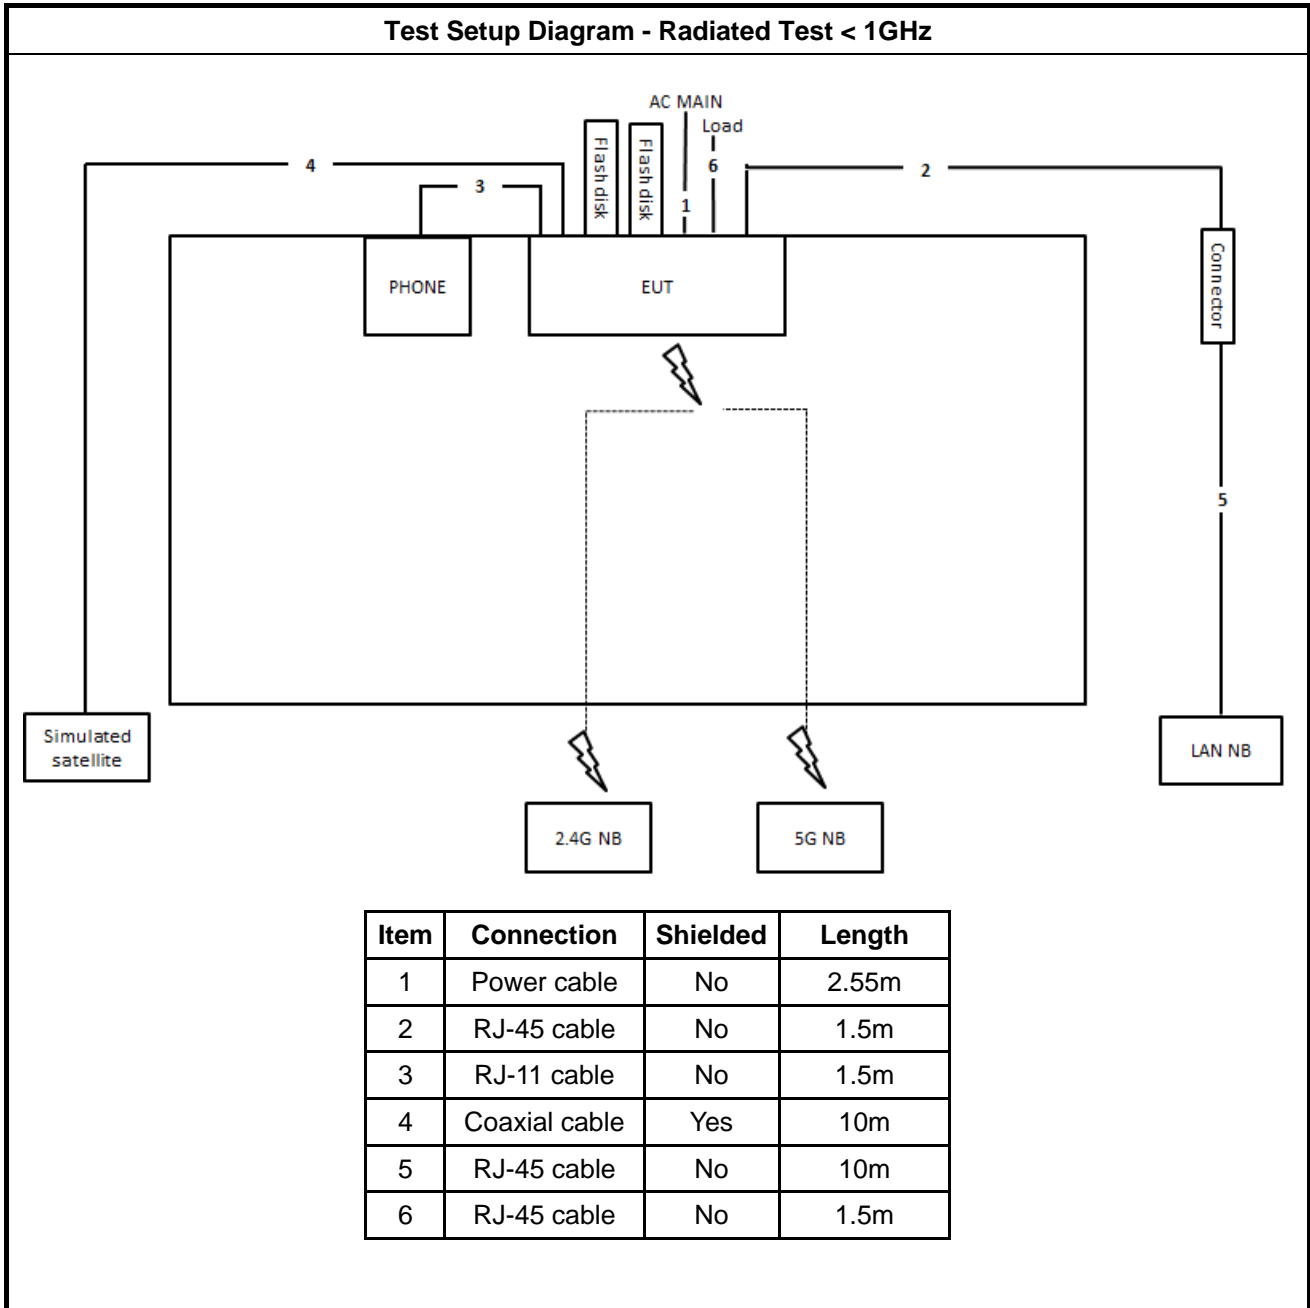 Test Setup Diagram - Radiated Test < 1GHz
AC MAIN
Load
4
3
Flash disk
Flash disk
1
6
2
PHONE
EUT
Connector
5
Simulated
satellite
LAN NB
2.4G NB
5G NB
Item Connection Shielded Length
1 Power cable No 2.55m
2 RJ-45 cable No 1.5m
3 RJ-11 cable No 1.5m
4 Coaxial cable Yes 10m
5 RJ-45 cable No 10m
6 RJ-45 cable No 1.5m